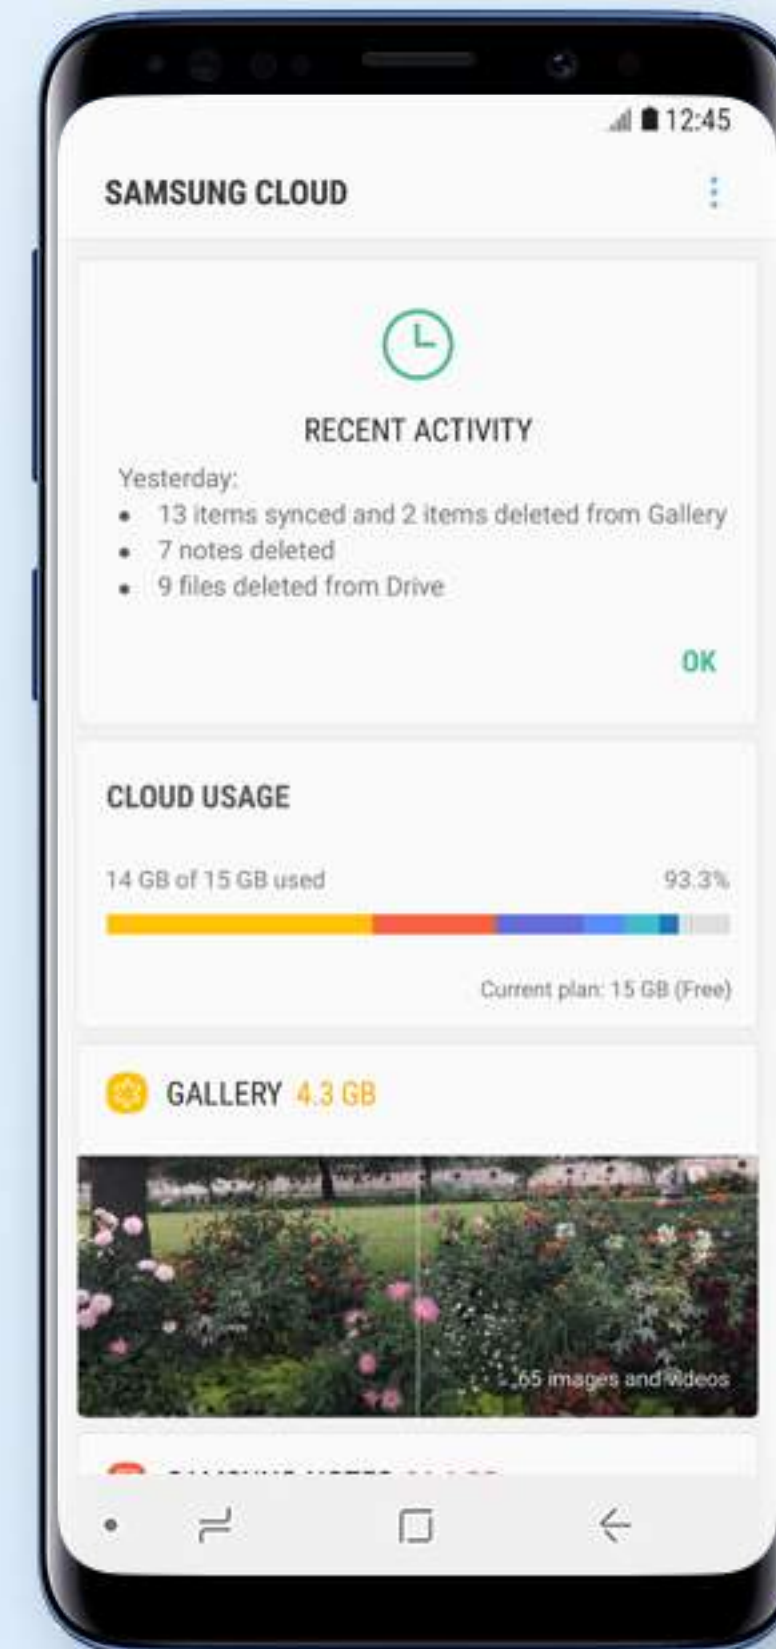 12:45
SAMSUNG CLOUD
RECENT ACTIVITY
Yesterday:
• 13 items synced and 2 items deleted from Gallery
• 7 notes deleted
• 9 files deleted from Drive
OK
CLOUD USAGE
14 GB of 15 GB used 93.3%
Current plan: 15 GB (Free)
GALLERY 4.3 GB
65 images and videos